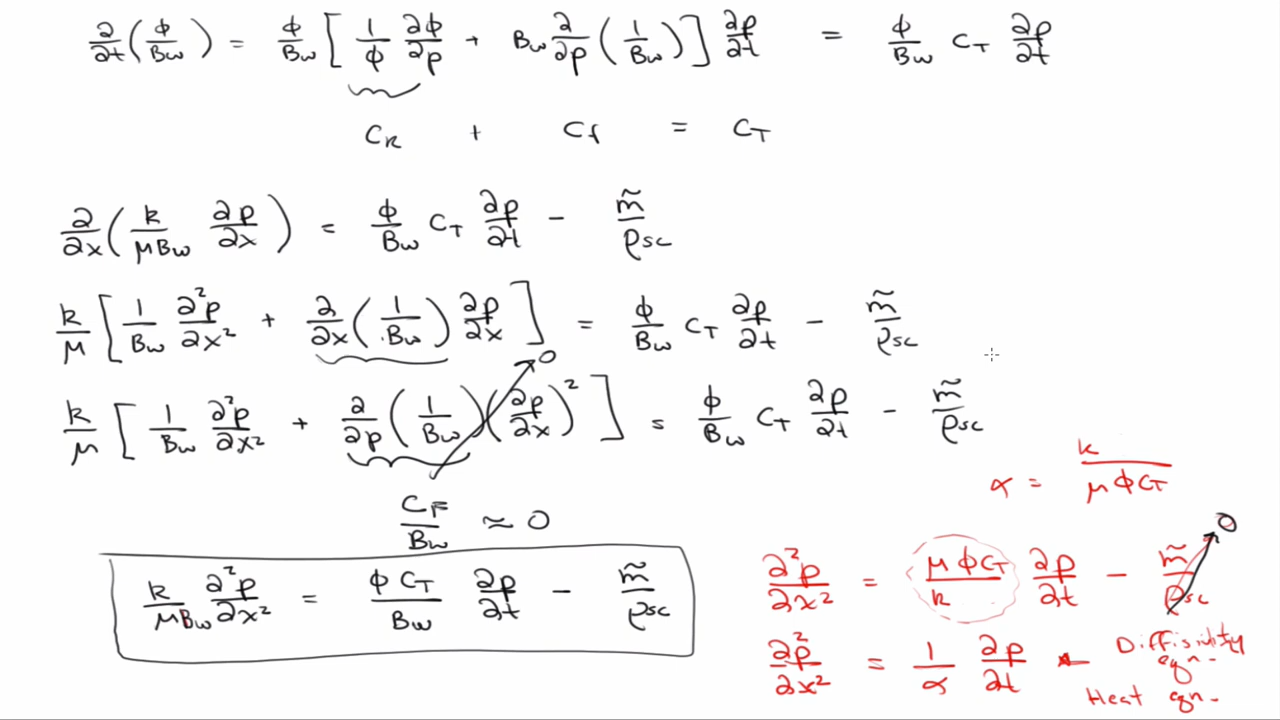 ∂/∂t (ϕ/Bw) = ϕ/Bw [ 1/ϕ ∂ϕ/∂p + Bw ∂/∂p (1/Bw) ] ∂p/∂t = ϕ/Bw CT ∂p/∂t
CR + Cf = CT
∂/∂x ( k/μBw ∂p/∂x ) = ϕ/Bw CT ∂p/∂t - m̃/ρsc
k/μ [ 1/Bw ∂²p/∂x² + ∂/∂x (1/Bw) ∂p/∂x ] = ϕ/Bw CT ∂p/∂t - m̃/ρsc
k/μ [ 1/Bw ∂²p/∂x² + ∂/∂p (1/Bw) (∂p/∂x)² ] = ϕ/Bw CT ∂p/∂t - m̃/ρsc
0
CF/Bw ≈ 0
k/μBw ∂²p/∂x² = ϕ CT/Bw ∂p/∂t - m̃/ρsc
α = k/μϕCT
∂²p/∂x² = μϕCT/k ∂p/∂t - m̃/ρsc
0
∂²p/∂x² = 1/α ∂p/∂t
Diffisivity
eqn.
Heat eqn.